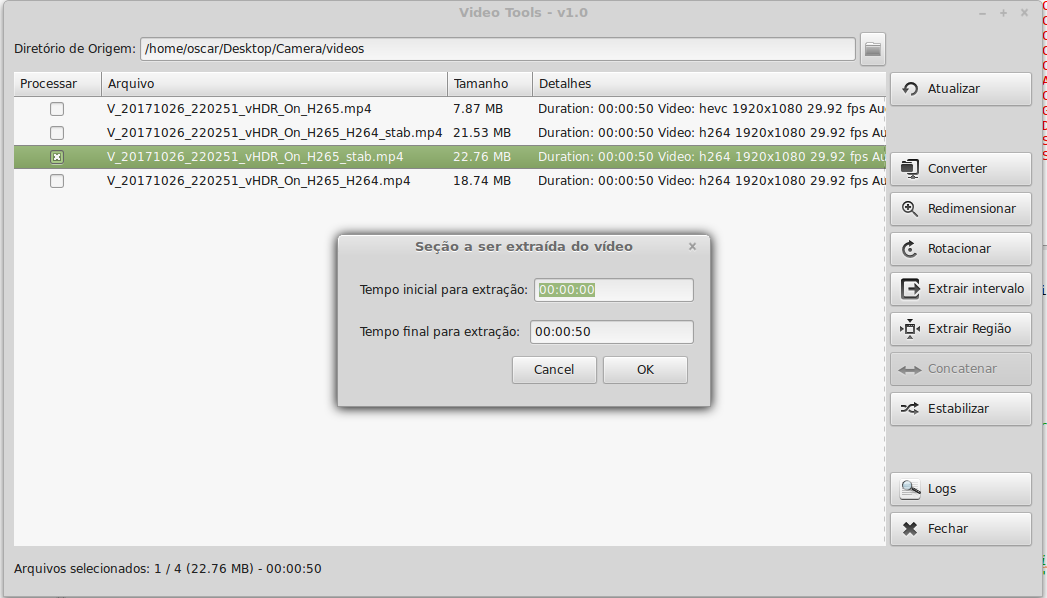 Video Tools - v1.0
Diretório de Origem: /home/oscar/Desktop/Camera/videos
Processar Arquivo Tamanho Detalhes
V_20171026_220251_vHDR_On_H265.mp4 7.87 MB Duration: 00:00:50 Video: hevc 1920x1080 29.92 fps Au
V_20171026_220251_vHDR_On_H265_H264_stab.mp4 21.53 MB Duration: 00:00:50 Video: h264 1920x1080 29.92 fps Au
V_20171026_220251_vHDR_On_H265_stab.mp4 22.76 MB Duration: 00:00:50 Video: h264 1920x1080 29.92 fps Au
V_20171026_220251_vHDR_On_H265_H264.mp4 18.74 MB Duration: 00:00:50 Video: h264 1920x1080 29.92 fps Au
Seção a ser extraída do vídeo
Tempo inicial para extração: 00:00:00
Tempo final para extração: 00:00:50
Cancel OK
Atualizar
Converter
Redimensionar
Rotacionar
Extrair intervalo
Extrair Região
Concatenar
Estabilizar
Logs
Fechar
Arquivos selecionados: 1 / 4 (22.76 MB) - 00:00:50